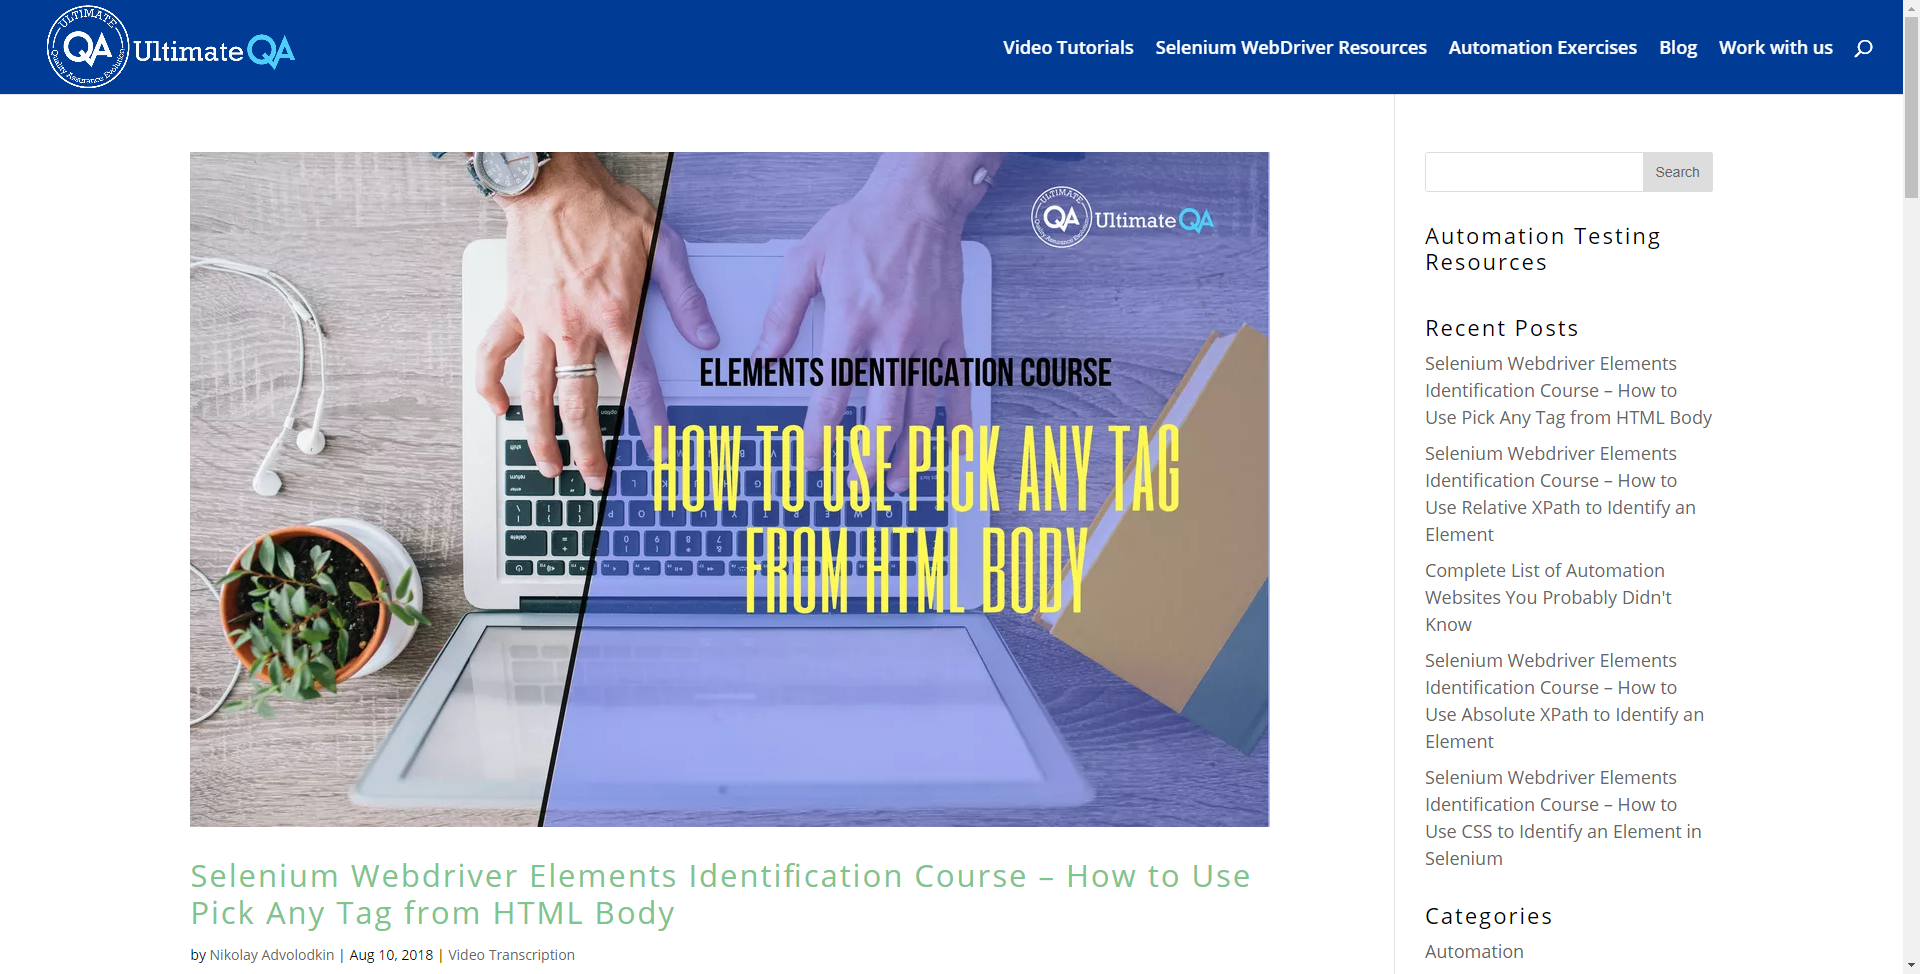 ULTIMATE
QA
Quality Assurance Evolution
UltimateQA
Video Tutorials
Selenium WebDriver Resources
Automation Exercises
Blog
Work with us
ULTIMATE
QA
Quality Assurance Evolution
UltimateQA
ELEMENTS IDENTIFICATION COURSE
HOW TO USE PICK ANY TAG
FROM HTML BODY
Selenium Webdriver Elements Identification Course – How to Use
Pick Any Tag from HTML Body
by Nikolay Advolodkin | Aug 10, 2018 | Video Transcription
Search
Automation Testing
Resources
Recent Posts
Selenium Webdriver Elements
Identification Course – How to
Use Pick Any Tag from HTML Body
Selenium Webdriver Elements
Identification Course – How to
Use Relative XPath to Identify an
Element
Complete List of Automation
Websites You Probably Didn't
Know
Selenium Webdriver Elements
Identification Course – How to
Use Absolute XPath to Identify an
Element
Selenium Webdriver Elements
Identification Course – How to
Use CSS to Identify an Element in
Selenium
Categories
Automation